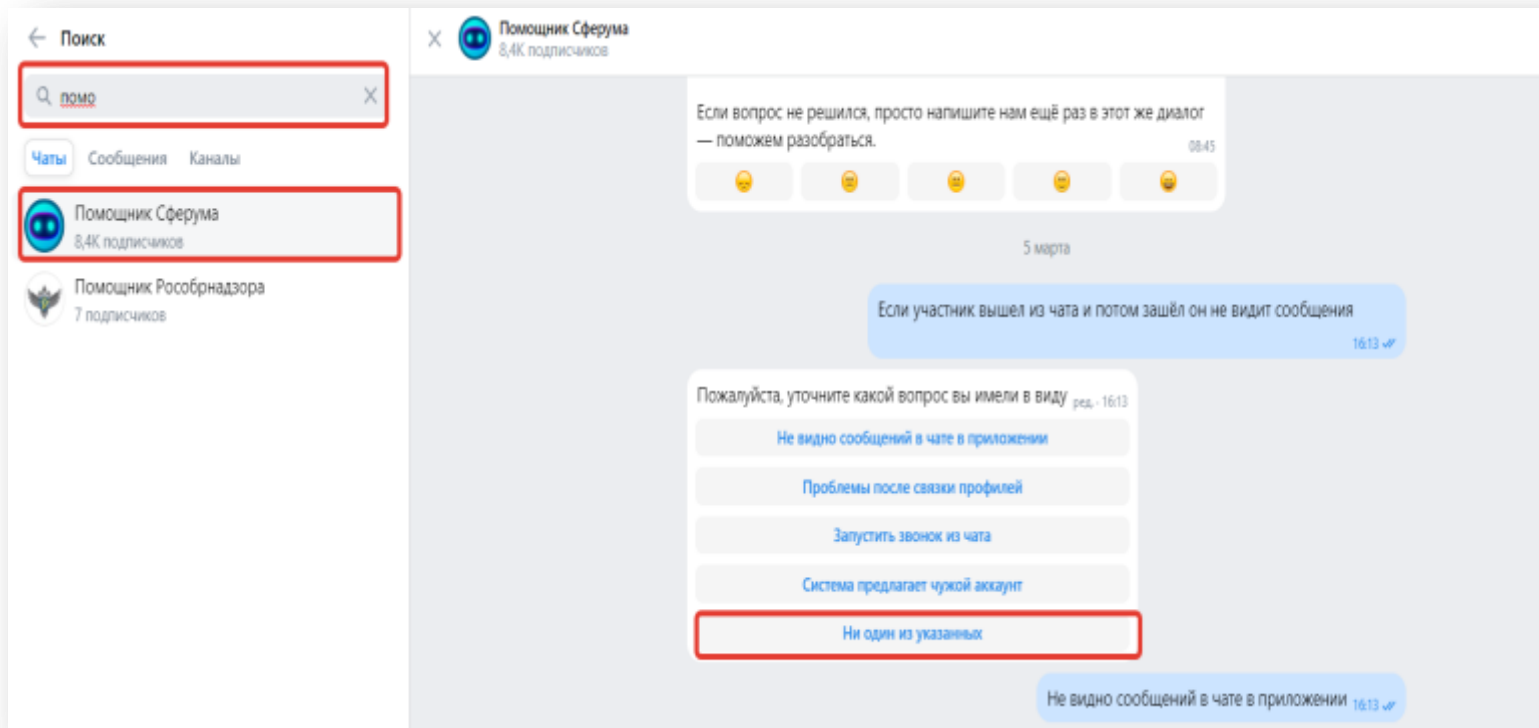 Поиск
помо
Чаты Сообщения Каналы
Помощник Сферума
8,4K подписчиков
Помощник Рособрнадзора
7 подписчиков
Помощник Сферума
8,4K подписчиков
Если вопрос не решился, просто напишите нам ещё раз в этот же диалог
— поможем разобраться.
08:45
5 марта
Если участник вышел из чата и потом зашёл он не видит сообщения
16:13
Пожалуйста, уточните какой вопрос вы имели в виду ред. · 16:13
Не видно сообщений в чате в приложении
Проблемы после связки профилей
Запустить звонок из чата
Система предлагает чужой аккаунт
Ни один из указанных
Не видно сообщений в чате в приложении 16:13